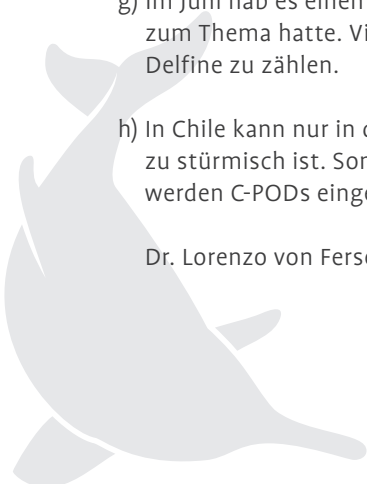 g) Im Juni hab es einen
zum Thema hatte. Vi
Delfine zu zählen.
h) In Chile kann nur in d
zu stürmisch ist. Son
werden C-PODs einge
Dr. Lorenzo von Ferse